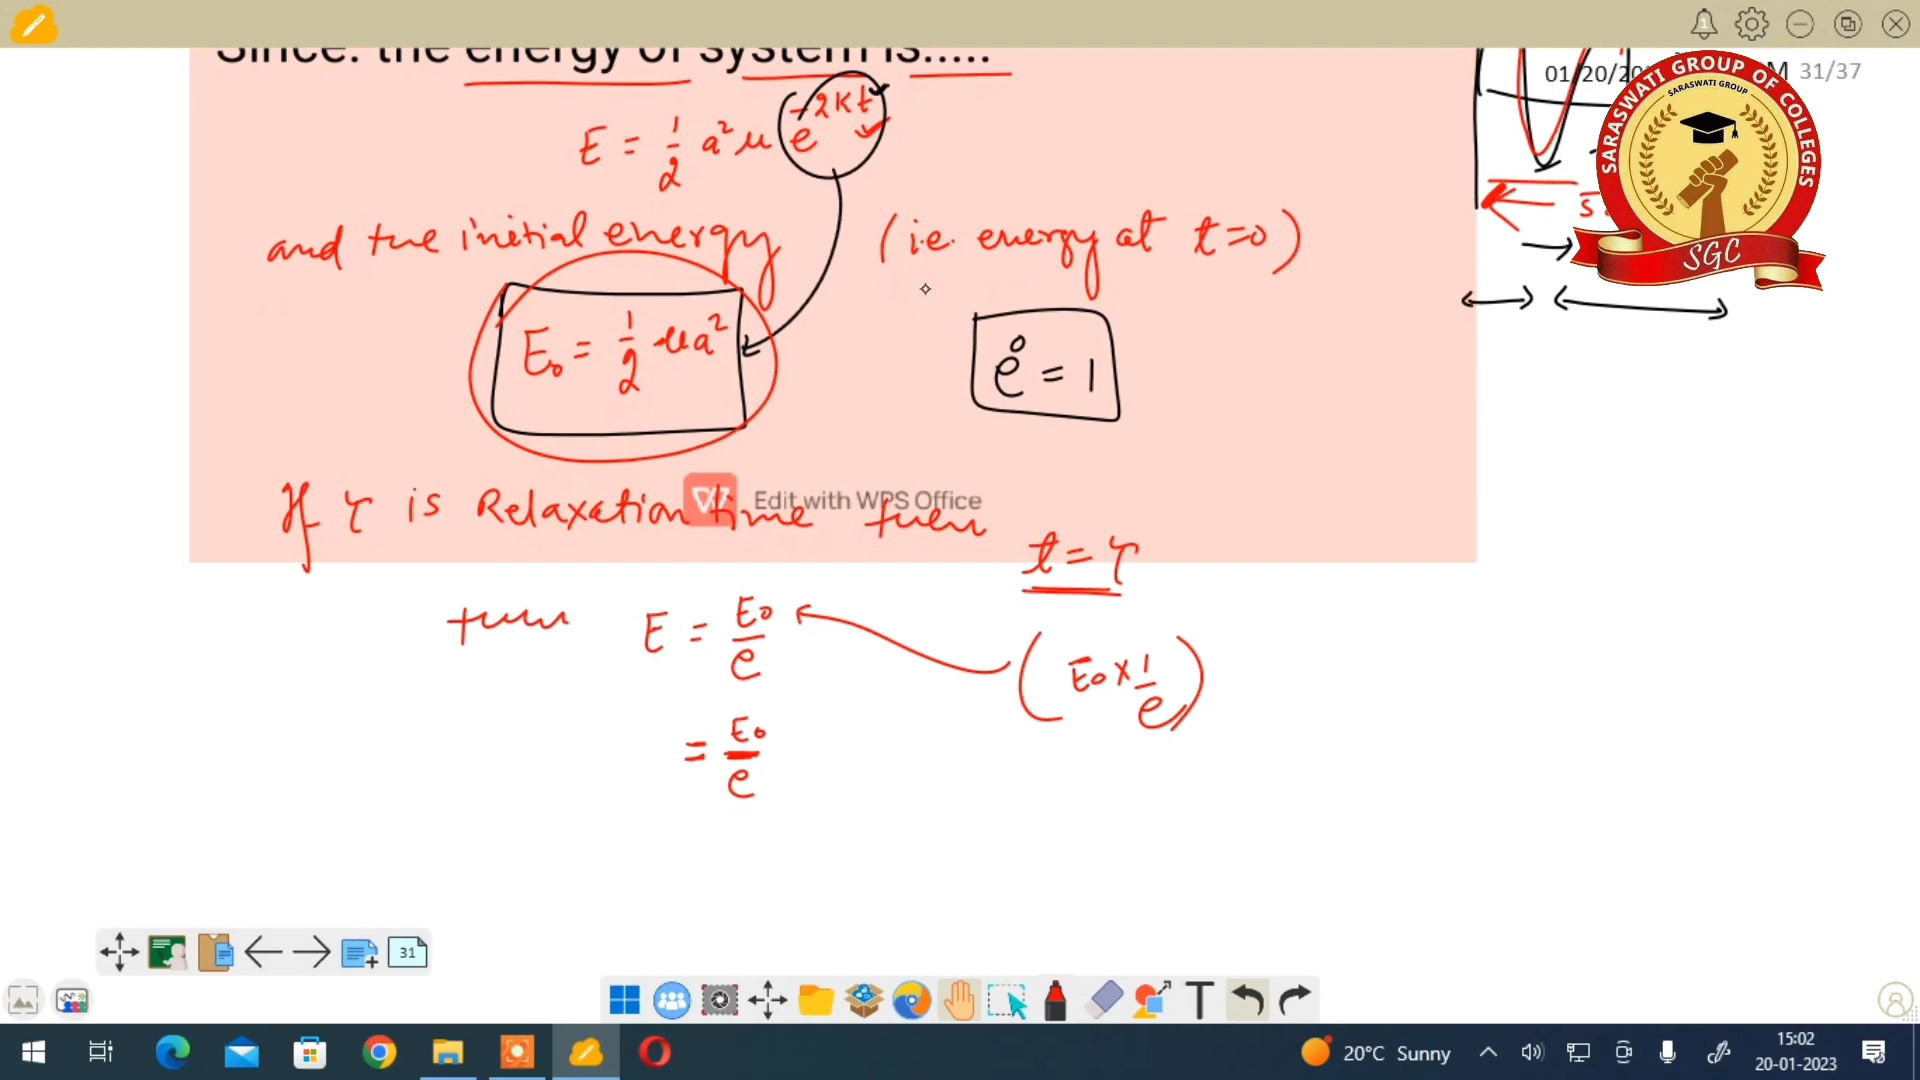 Since: the energy of system is.....
01/20/20 M 31/37
SARASWATI GROUP OF COLLEGES
SARASWATI GROUP
SGC
E = 1/2 a² μ e^-2Kt
and the initial energy (i.e. energy at t=0)
E₀ = 1/2 μa²
e⁰ = 1
If τ is Relaxation time then
Edit with WPS Office
t = τ
then E = E₀/e
(E₀ × 1/e)
= E₀/e
31
T
20°C Sunny
15:02
20-01-2023